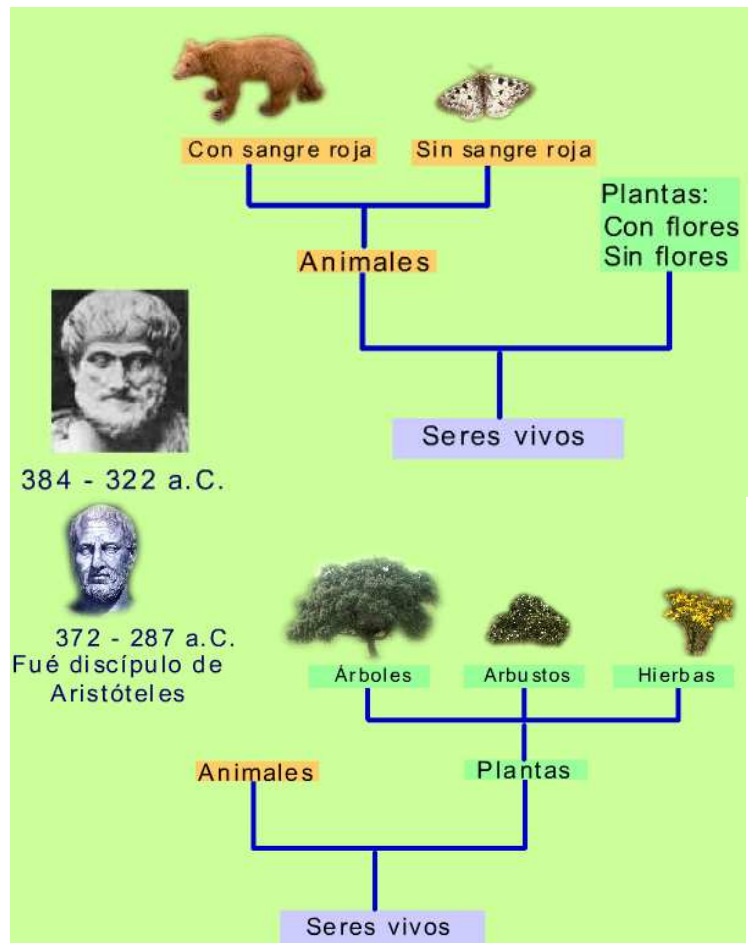 Con sangre roja
Sin sangre roja
Plantas:
Con flores
Sin flores
Animales
Seres vivos
384 - 322 a.C.
372 - 287 a.C.
Fué discípulo de
Aristóteles
Árboles
Arbustos
Hierbas
Animales
Plantas
Seres vivos